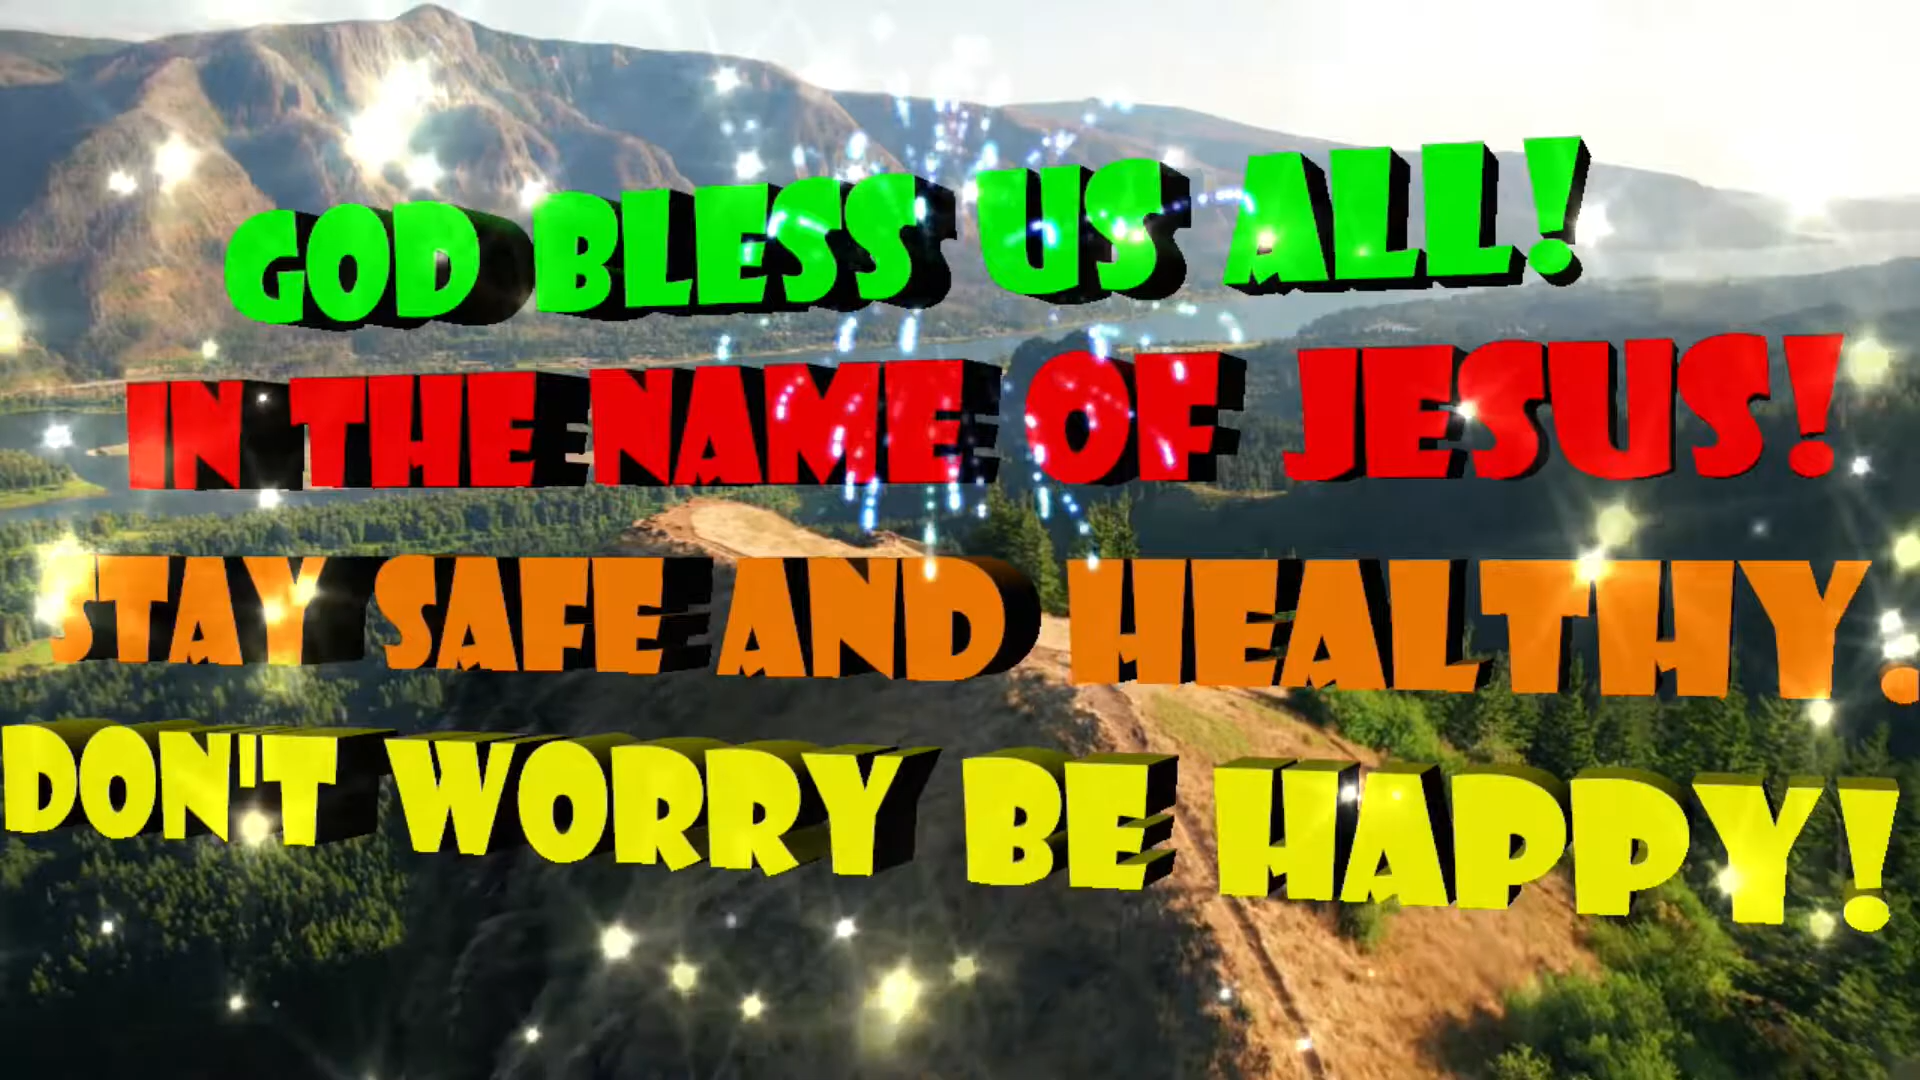 GOD BLESS US ALL!
IN THE NAME OF JESUS!
STAY SAFE AND HEALTHY.
DON'T WORRY BE HAPPY!